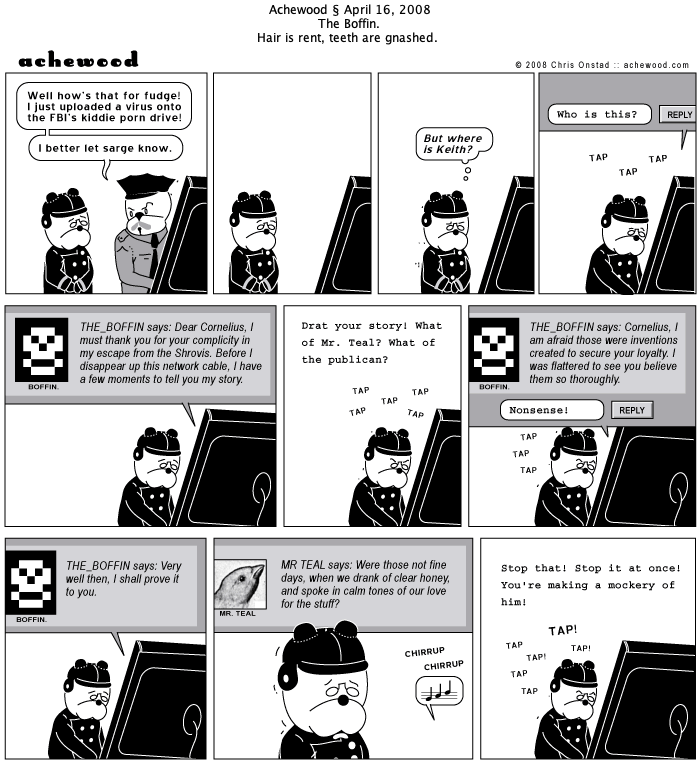 Achewood § April 16, 2008
The Boffin.
Hair is rent, teeth are gnashed.
achewood
© 2008 Chris Onstad :: achewood.com
Well how's that for fudge!
I just uploaded a virus onto
the FBI's kiddie porn drive!
I better let sarge know.
But where
is Keith?
Who is this?
REPLY
TAP
TAP
TAP
THE_BOFFIN says: Dear Cornelius, I
must thank you for your complicity in
my escape from the Shrovis. Before I
disappear up this network cable, I have
a few moments to tell you my story.
BOFFIN.
Drat your story! What
of Mr. Teal? What of
the publican?
TAP
TAP
TAP
TAP
TAP
THE_BOFFIN says: Cornelius, I
am afraid those were inventions
created to secure your loyalty. I
was flattered to see you believe
them so thoroughly.
BOFFIN.
Nonsense!
REPLY
TAP
TAP
TAP
THE_BOFFIN says: Very
well then, I shall prove it
to you.
BOFFIN.
MR TEAL says: Were those not fine
days, when we drank of clear honey,
and spoke in calm tones of our love
for the stuff?
MR. TEAL
CHIRRUP
CHIRRUP
Stop that! Stop it at once!
You're making a mockery of
him!
TAP!
TAP
TAP!
TAP!
TAP
TAP